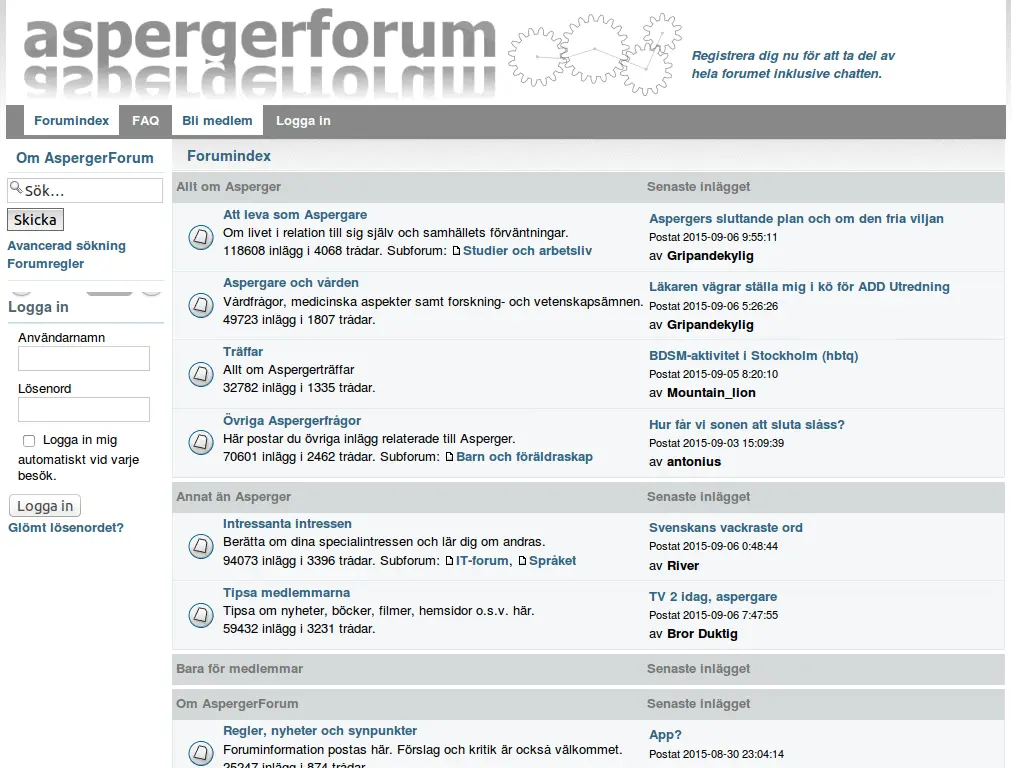 aspergerforum
Registrera dig nu för att ta del av
hela forumet inklusive chatten.
Forumindex
FAQ
Bli medlem
Logga in
Om AspergerForum
Sök...
Skicka
Avancerad sökning
Forumregler
Logga in
Användarnamn
Lösenord
Logga in mig
automatiskt vid varje
besök.
Logga in
Glömt lösenordet?
Forumindex
Allt om Asperger
Senaste inlägget
Att leva som Aspergare
Om livet i relation till sig själv och samhällets förväntningar.
118608 inlägg i 4068 trådar. Subforum: Studier och arbetsliv
Aspergers sluttande plan och om den fria viljan
Postat 2015-09-06 9:55:11
av Gripandekylig
Aspergare och vården
Vårdfrågor, medicinska aspekter samt forskning- och vetenskapsämnen.
49723 inlägg i 1807 trådar.
Läkaren vägrar ställa mig i kö för ADD Utredning
Postat 2015-09-06 5:26:26
av Gripandekylig
Träffar
Allt om Aspergerträffar
32782 inlägg i 1335 trådar.
BDSM-aktivitet i Stockholm (hbtq)
Postat 2015-09-05 8:20:10
av Mountain_lion
Övriga Aspergerfrågor
Här postar du övriga inlägg relaterade till Asperger.
70601 inlägg i 2462 trådar. Subforum: Barn och föräldraskap
Hur får vi sonen att sluta slåss?
Postat 2015-09-03 15:09:39
av antonius
Annat än Asperger
Senaste inlägget
Intressanta intressen
Berätta om dina specialintressen och lär dig om andras.
94073 inlägg i 3396 trådar. Subforum: IT-forum, Språket
Svenskans vackraste ord
Postat 2015-09-06 0:48:44
av River
Tipsa medlemmarna
Tipsa om nyheter, böcker, filmer, hemsidor o.s.v. här.
59432 inlägg i 3231 trådar.
TV 2 idag, aspergare
Postat 2015-09-06 7:47:55
av Bror Duktig
Bara för medlemmar
Senaste inlägget
Om AspergerForum
Senaste inlägget
Regler, nyheter och synpunkter
Foruminformation postas här. Förslag och kritik är också välkommet.
25247 inlägg i 874 trådar.
App?
Postat 2015-08-30 23:04:14